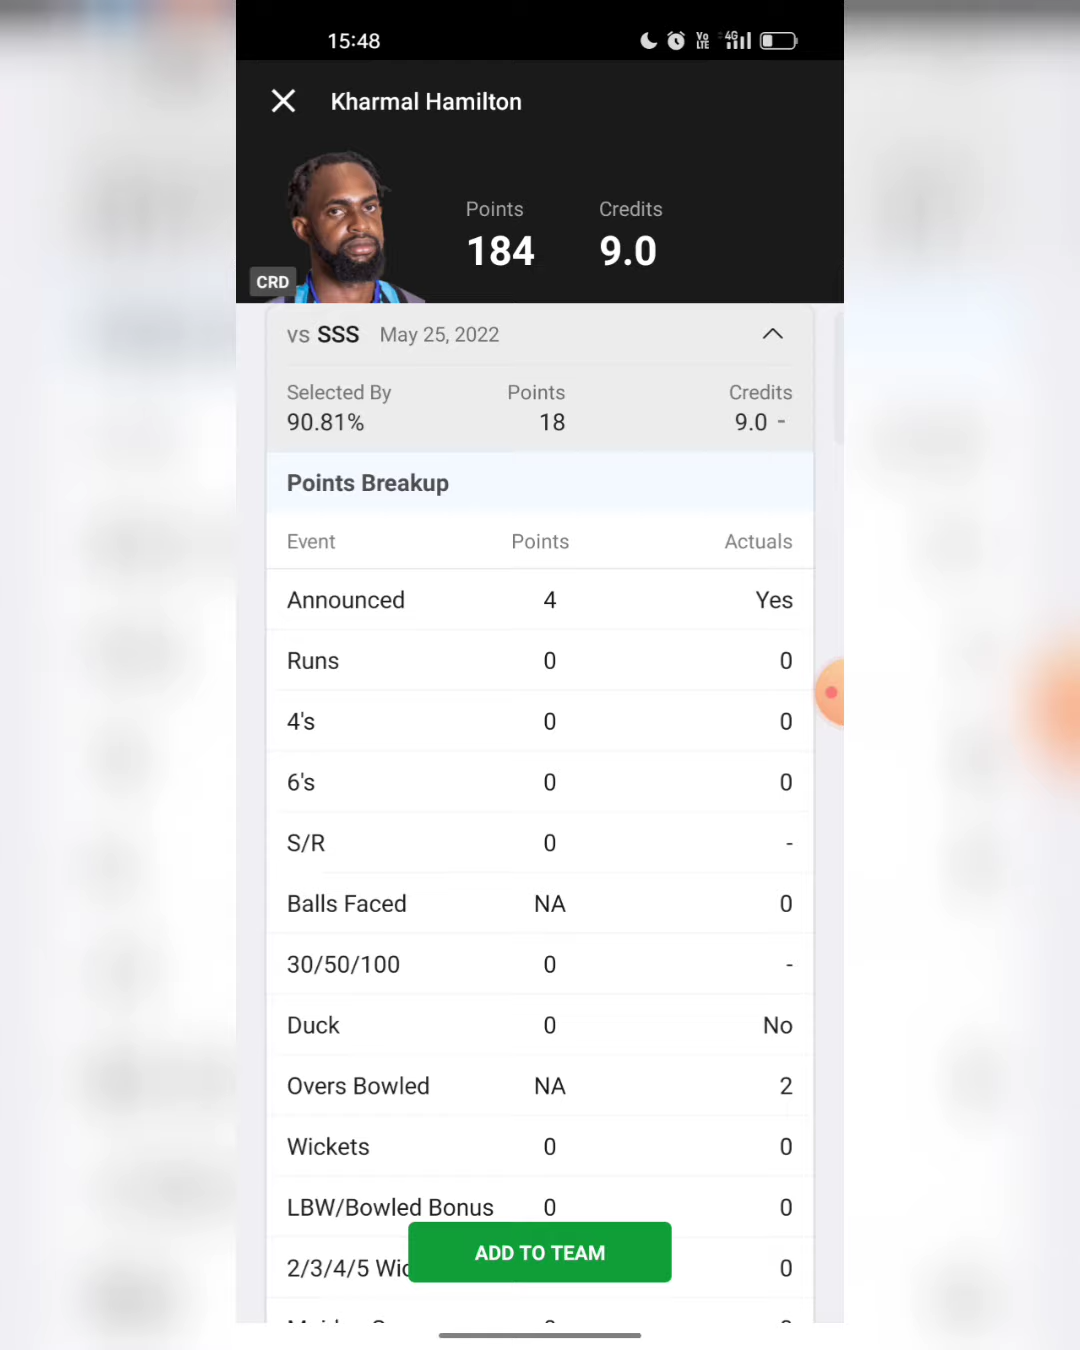 15:48
Vo LTE 4G
Kharmal Hamilton
Points Credits
184 9.0
CRD
vs SSS May 25, 2022
Selected By Points Credits
90.81% 18 9.0 -
Points Breakup
Event Points Actuals
Announced 4 Yes
Runs 0 0
4's 0 0
6's 0 0
S/R 0 -
Balls Faced NA 0
30/50/100 0 -
Duck 0 No
Overs Bowled NA 2
Wickets 0 0
LBW/Bowled Bonus 0 0
2/3/4/5 0
ADD TO TEAM